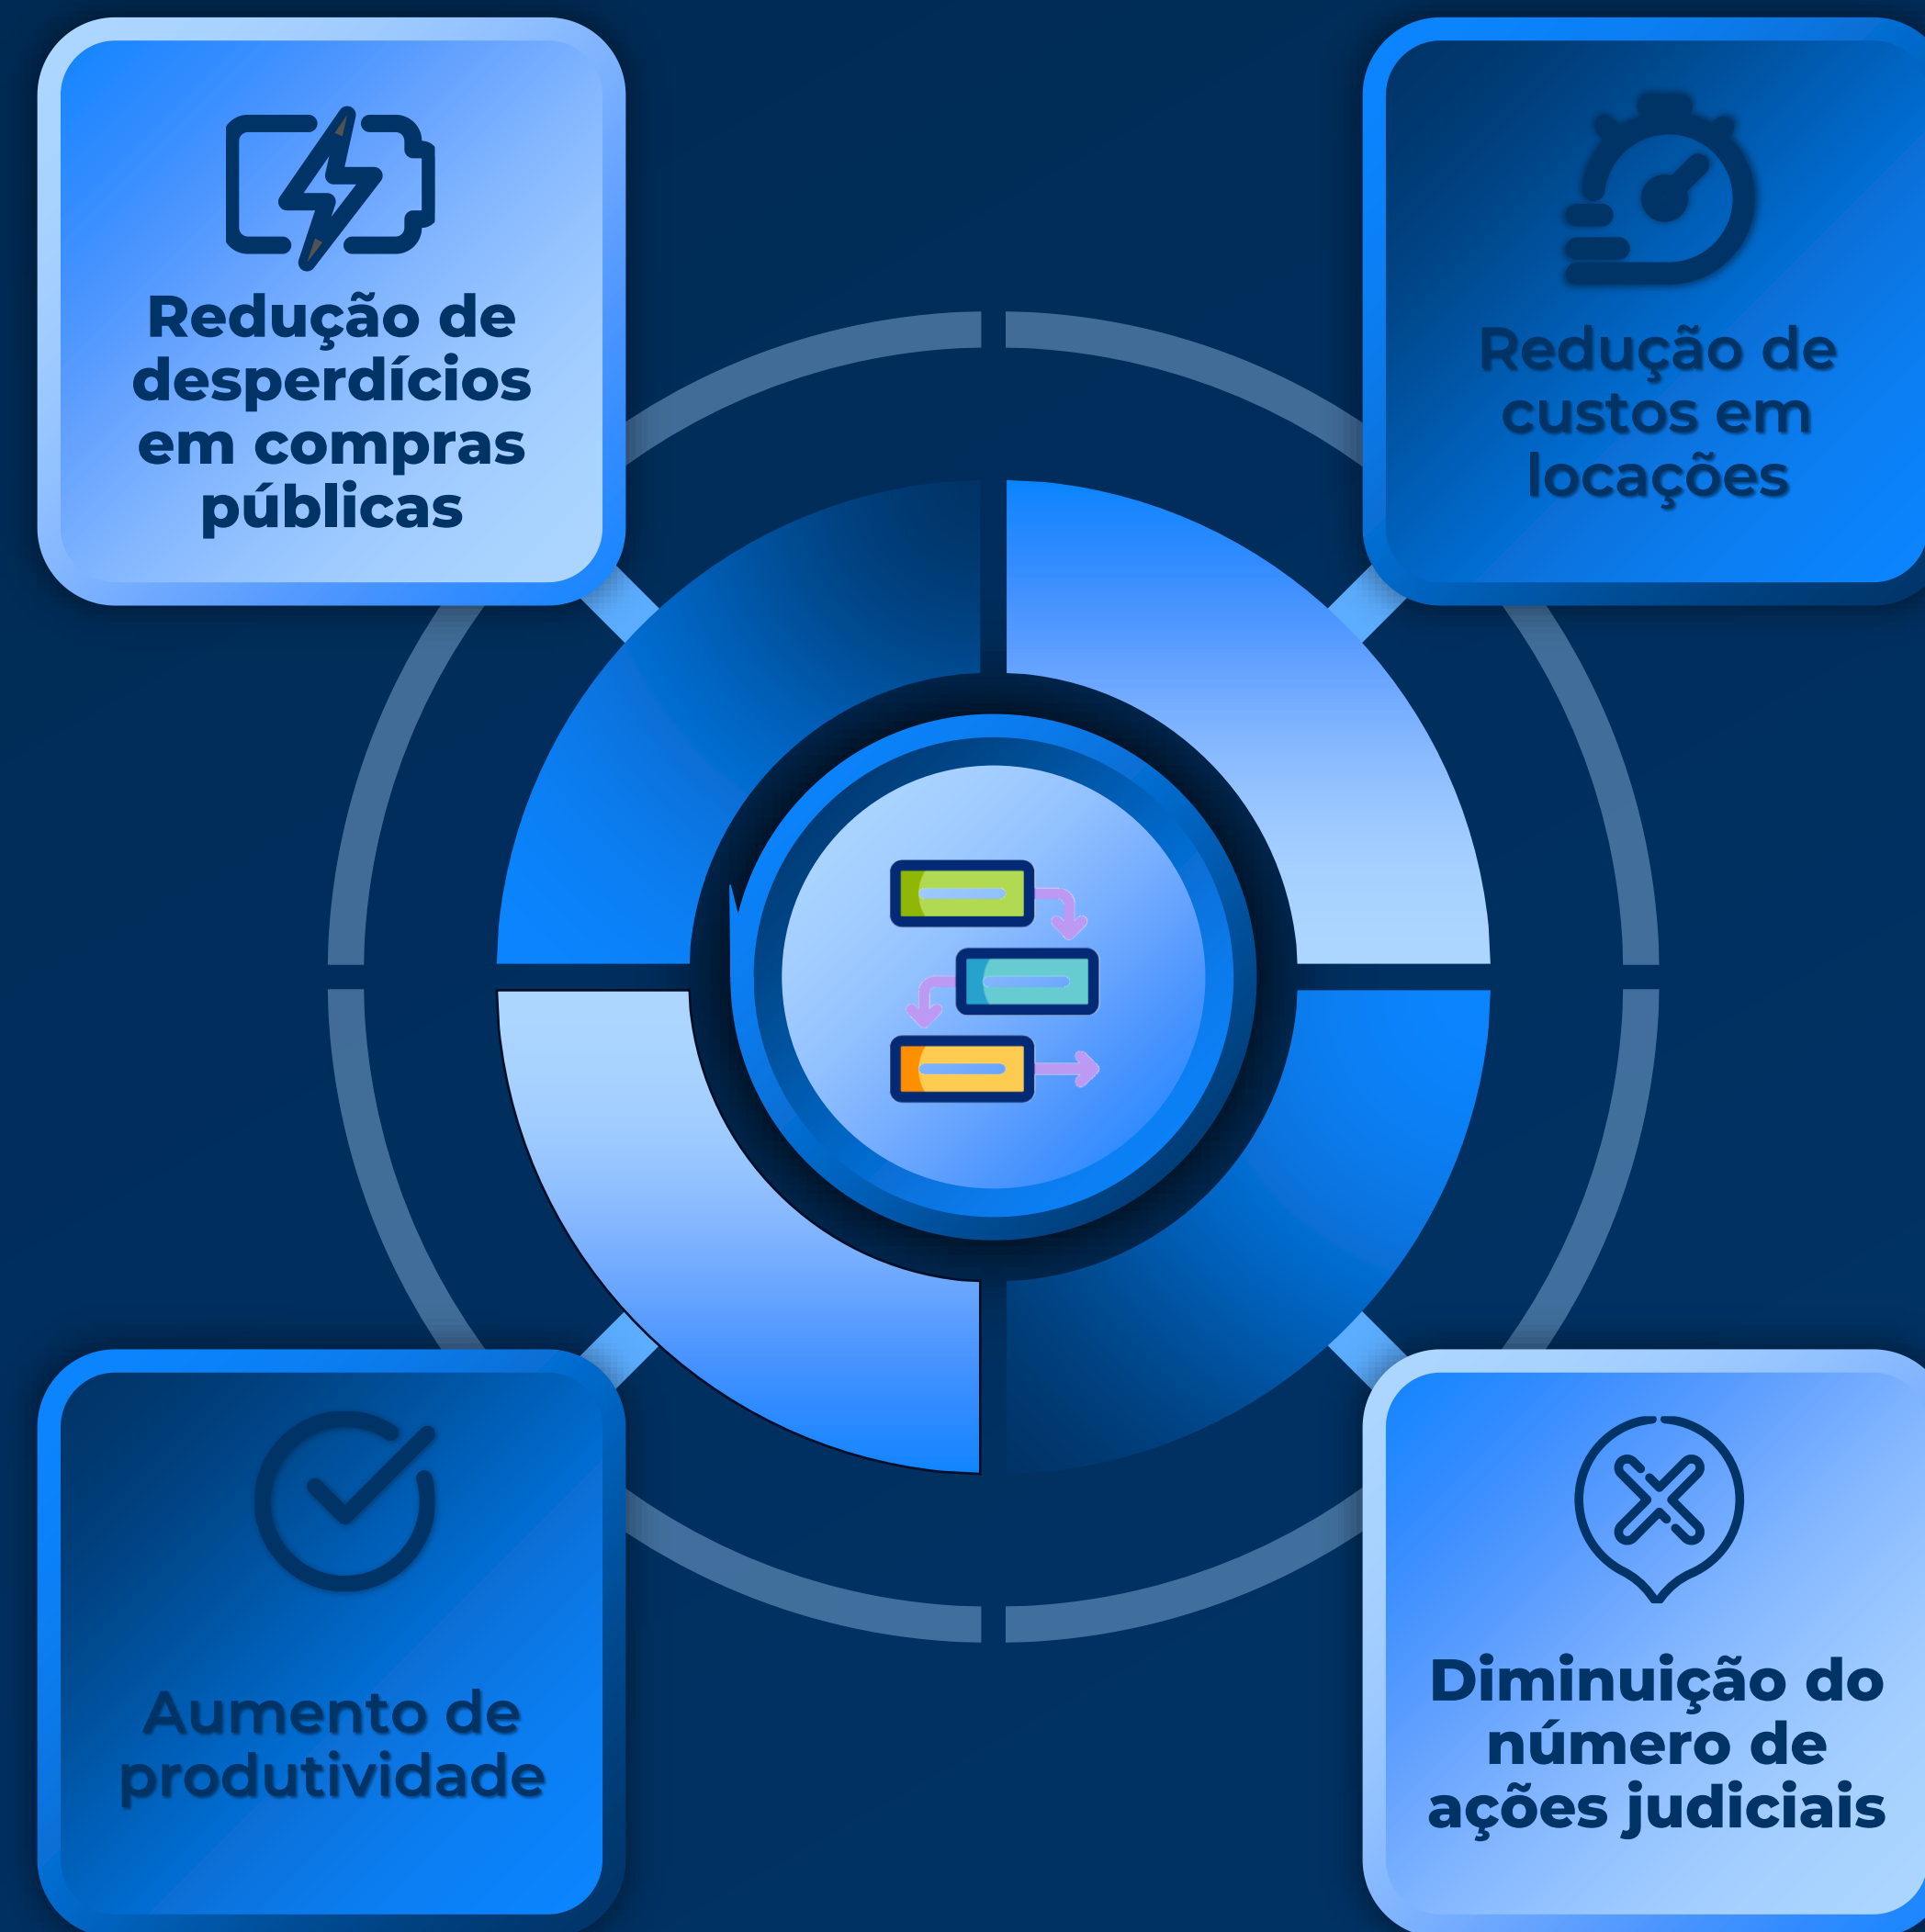 Redução de
desperdícios
em compras
públicas
Redução de
custos em
locações
Aumento de
produtividade
Diminuição do
número de
ações judiciais